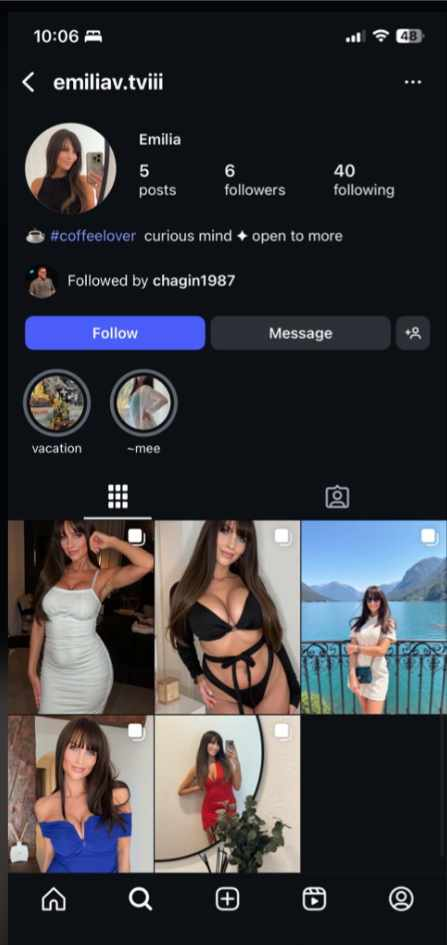 10:06
48
emiliav.tviii
Emilia
5 6 40
posts followers following
#coffeelover curious mind ✦ open to more
Followed by chagin1987
Follow Message
vacation ~mee